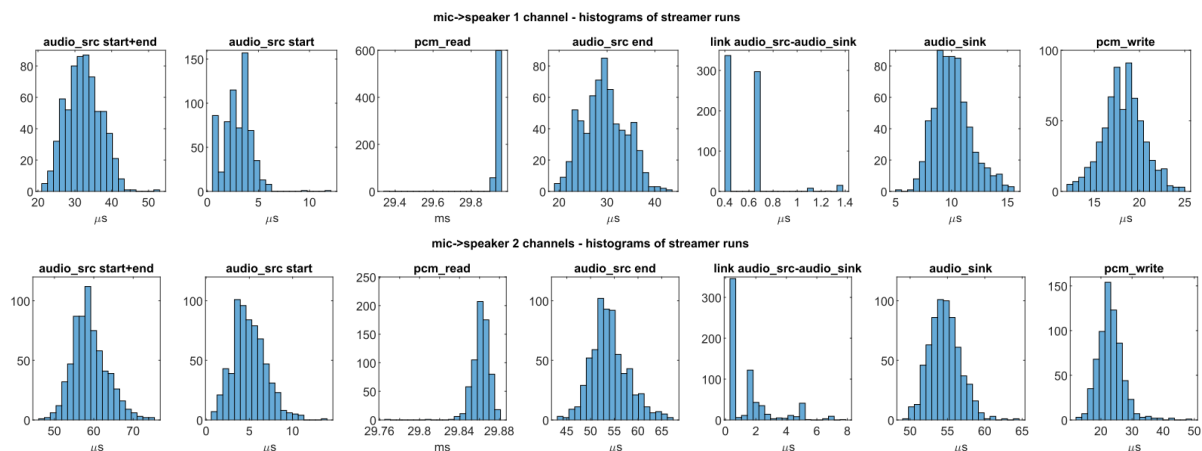 mic->speaker 1 channel - histograms of streamer runs
audio_src start+end
audio_src start
pcm_read
audio_src end
link audio_src-audio_sink
audio_sink
pcm_write
80
60
40
20
0
20 30 40 50
μs
150
100
50
0
0 5 10
μs
600
400
200
0
29.4 29.6 29.8
ms
80
60
40
20
0
20 30 40
μs
300
200
100
0
0.4 0.6 0.8 1 1.2 1.4
μs
80
60
40
20
0
5 10 15
μs
100
50
0
15 20 25
μs
mic->speaker 2 channels - histograms of streamer runs
audio_src start+end
audio_src start
pcm_read
audio_src end
link audio_src-audio_sink
audio_sink
pcm_write
100
50
0
50 60 70
μs
100
50
0
0 5 10
μs
250
200
150
100
50
0
29.76 29.8 29.84 29.88
ms
100
50
0
45 50 55 60 65
μs
300
200
100
0
2 4 6 8
μs
100
50
0
50 55 60 65
μs
150
100
50
0
20 30 40 50
μs